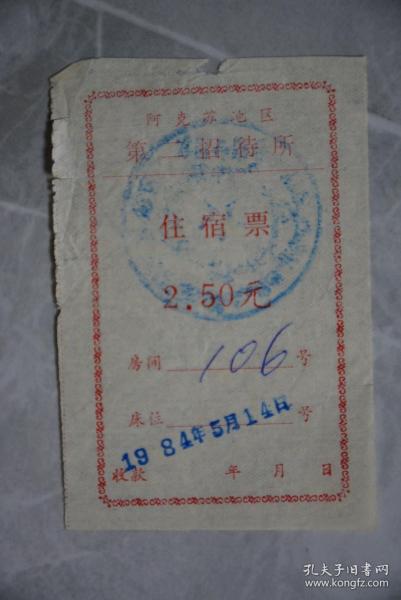 阿克苏地区
第二招待所
住宿票
2.50元
房间 106 号
床位 号
1984年5月14日
收款 年 月 日
孔夫子旧书网
www.kongfz.com